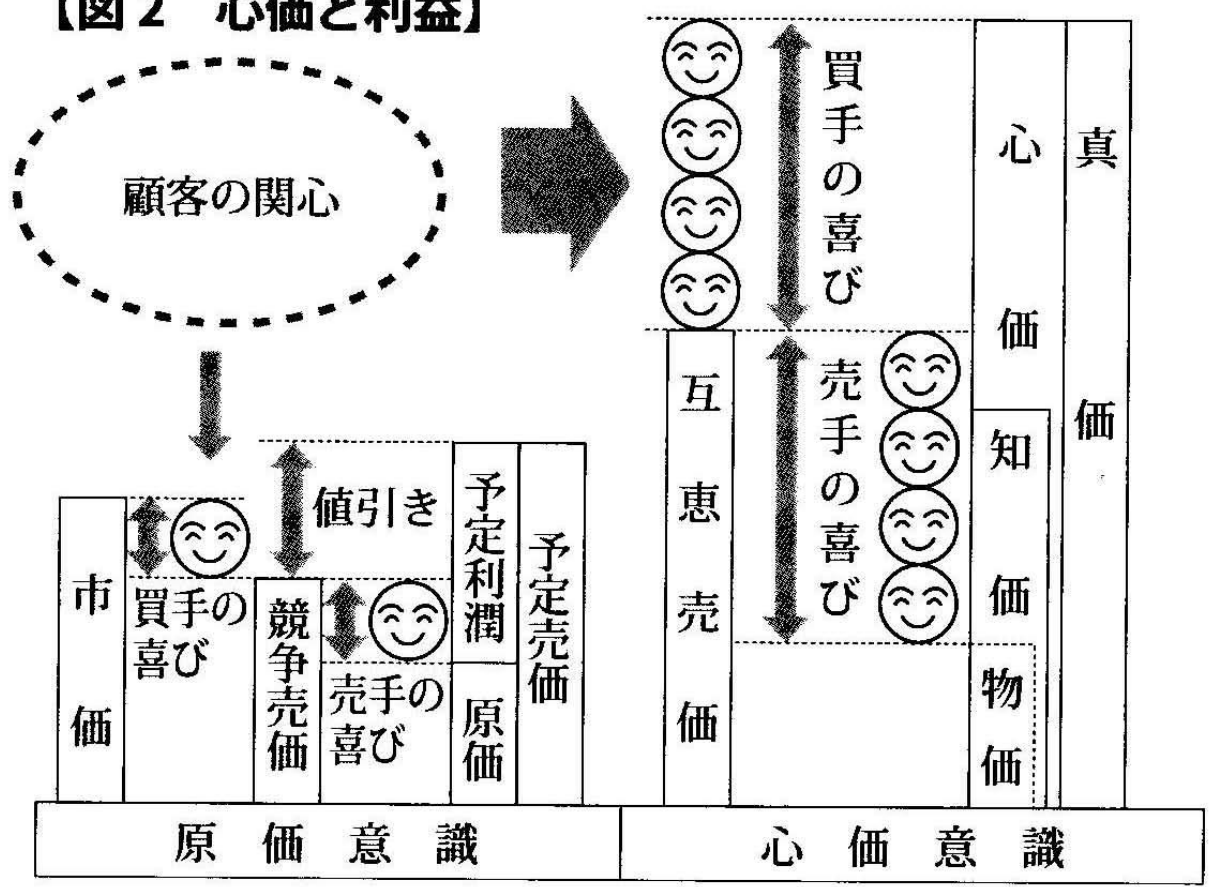 【図2 心価と利益】
顧客の関心
買手の喜び
心価
真価
互恵売価
売手の喜び
知価
物価
市価
買手の
喜び
値引き
競争売価
売手の
喜び
予定利潤
原価
予定売価
原価意識
心価意識